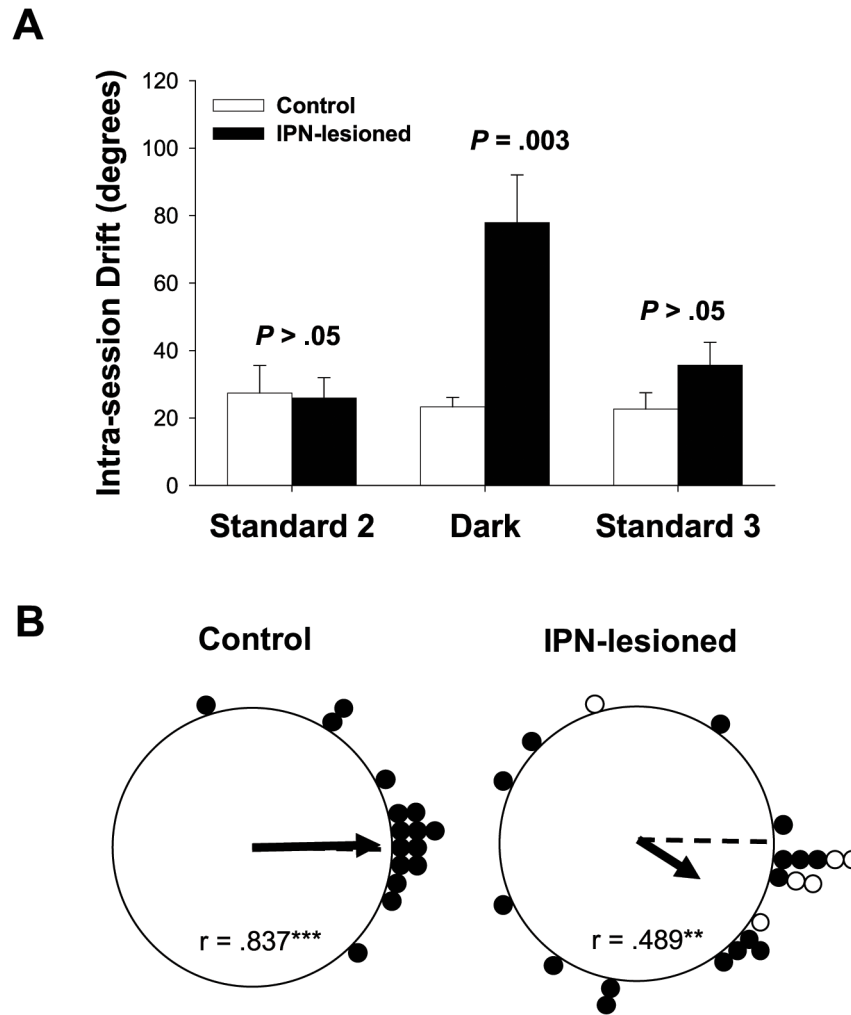 A
Intra-session Drift (degrees)
120
100
80
60
40
20
0
Control
IPN-lesioned
P > .05
P = .003
P > .05
Standard 2
Dark
Standard 3
B
Control
IPN-lesioned
r = .837***
r = .489**